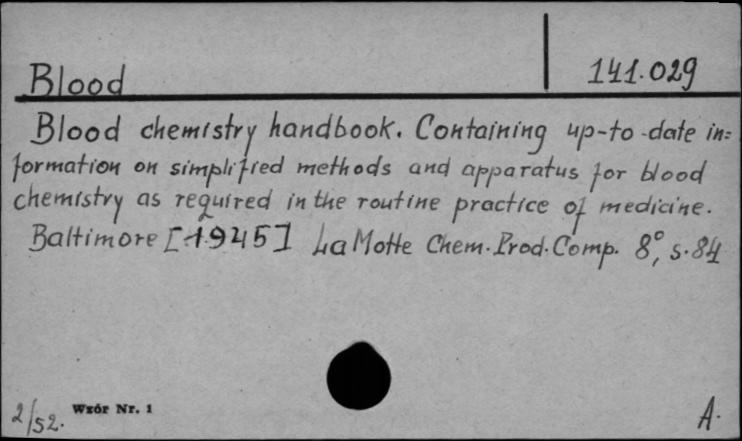 Blood
141.029
Blood chemistry handbook. Containing up-to-date in=
formation on simplified methods and apparatus for blood
chemistry as required in the routine practice of medicine.
Baltimore [1945] LaMotte Chem. Prod. Comp. 8°, s. 84
2/52. Wzór Nr. 1
A.